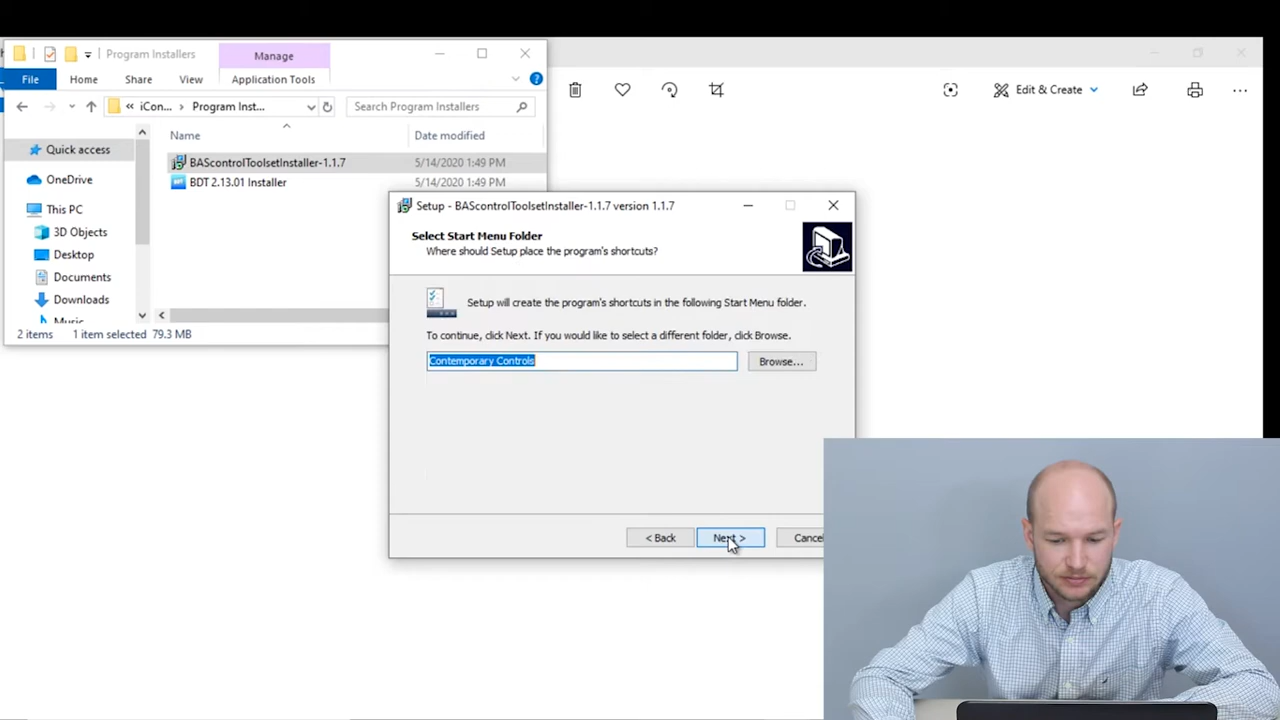 Program Installers
Manage
File
Home
Share
View
Application Tools
« iCon... > Program Inst...
Search Program Installers
Name
Date modified
Quick access
OneDrive
This PC
3D Objects
Desktop
Documents
Downloads
Music
BAScontrolToolsetInstaller-1.1.7
5/14/2020 1:49 PM
BDT 2.13.01 Installer
5/14/2020 1:49 PM
2 items
1 item selected 79.3 MB
Edit & Create
Setup - BAScontrolToolsetInstaller-1.1.7 version 1.1.7
Select Start Menu Folder
Where should Setup place the program's shortcuts?
Setup will create the program's shortcuts in the following Start Menu folder.
To continue, click Next. If you would like to select a different folder, click Browse.
Contemporary Controls
Browse...
< Back
Next >
Cancel